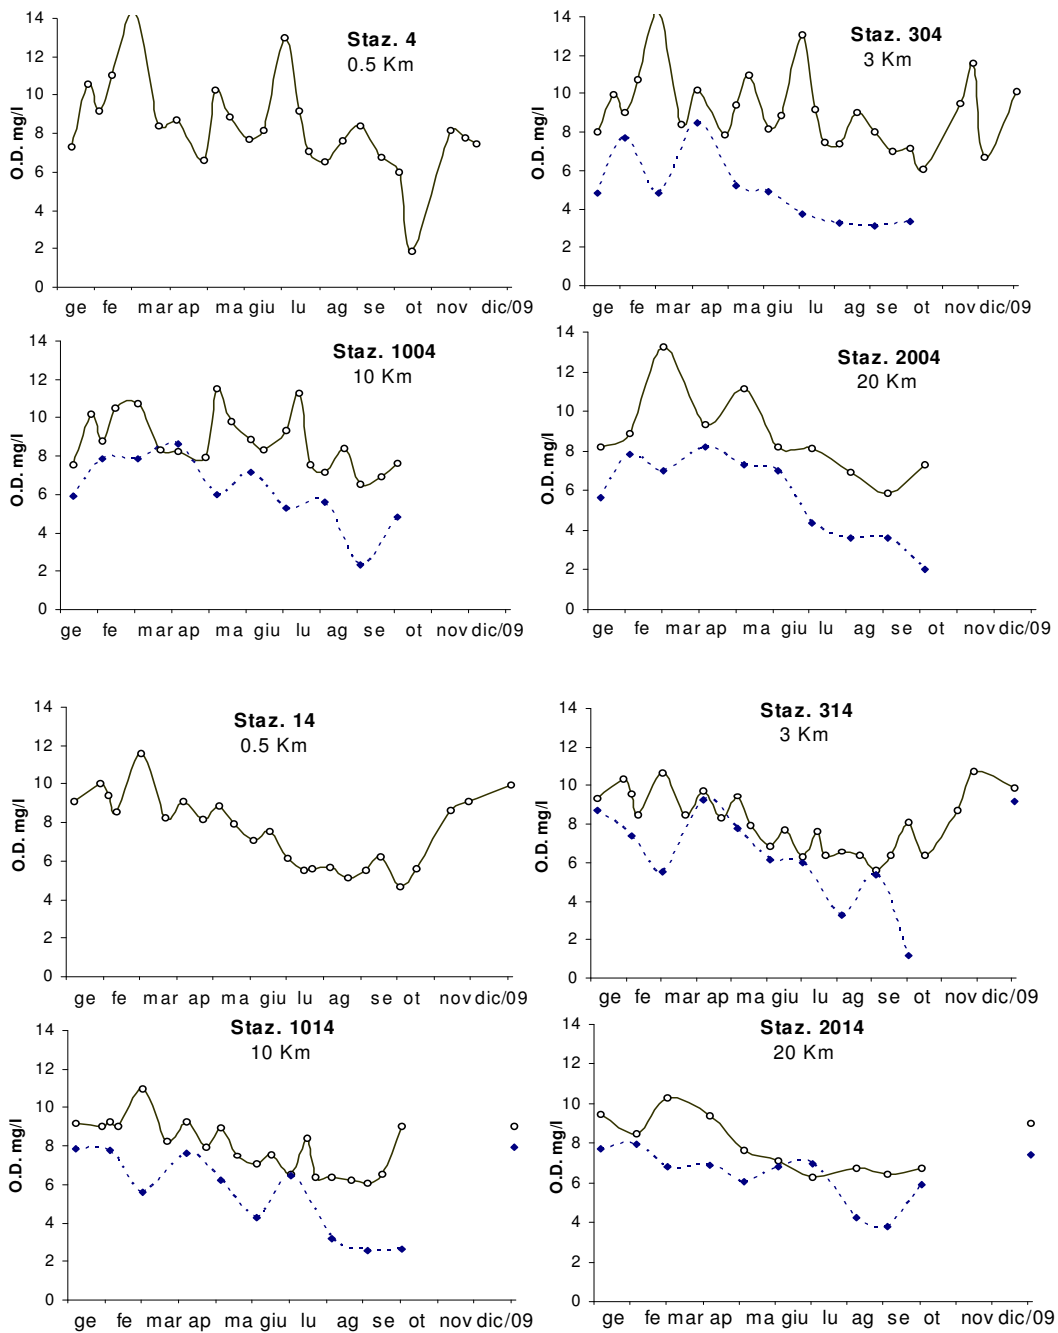 Staz. 4
0.5 Km
O.D. mg/l
14
12
10
8
6
4
2
0
ge fe mar ap ma giu lu ag se ot nov dic/09
Staz. 304
3 Km
O.D. mg/l
14
12
10
8
6
4
2
0
ge fe mar ap ma giu lu ag se ot nov dic/09
Staz. 1004
10 Km
O.D. mg/l
14
12
10
8
6
4
2
0
ge fe mar ap ma giu lu ag se ot nov dic/09
Staz. 2004
20 Km
O.D. mg/l
14
12
10
8
6
4
2
0
ge fe mar ap ma giu lu ag se ot nov dic/09
Staz. 14
0.5 Km
O.D. mg/l
14
12
10
8
6
4
2
0
ge fe mar ap ma giu lu ag se ot nov dic/09
Staz. 314
3 Km
O.D. mg/l
14
12
10
8
6
4
2
0
ge fe mar ap ma giu lu ag se ot nov dic/09
Staz. 1014
10 Km
O.D. mg/l
14
12
10
8
6
4
2
0
ge fe mar ap ma giu lu ag se ot nov dic/09
Staz. 2014
20 Km
O.D. mg/l
14
12
10
8
6
4
2
0
ge fe mar ap ma giu lu ag se ot nov dic/09